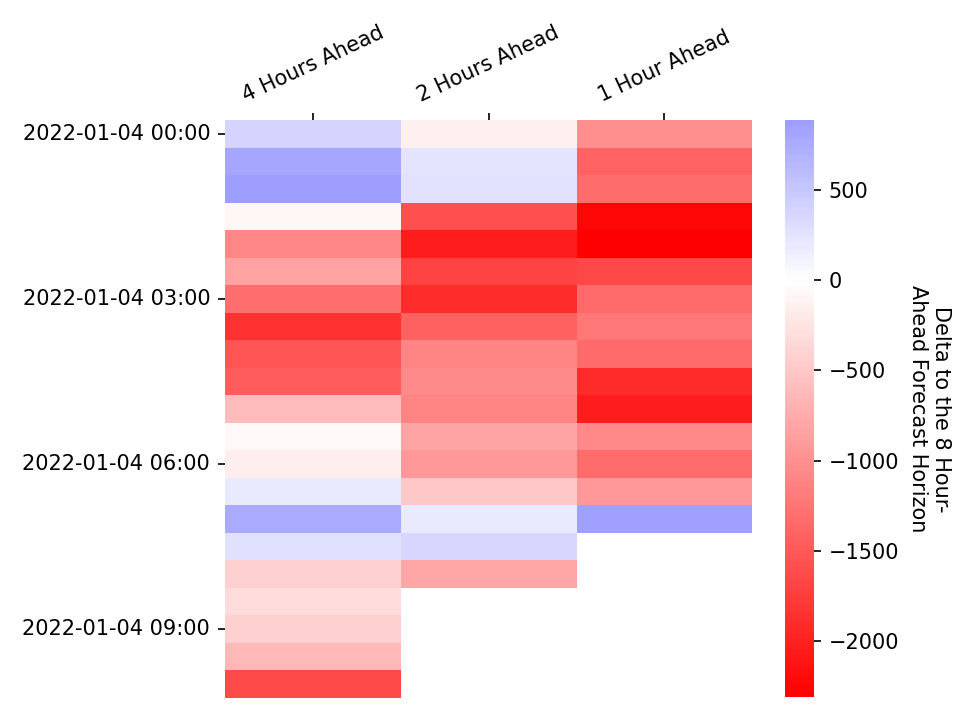 4 Hours Ahead
2 Hours Ahead
1 Hour Ahead
2022-01-04 00:00
2022-01-04 03:00
2022-01-04 06:00
2022-01-04 09:00
500
0
−500
−1000
−1500
−2000
Delta to the 8 Hour-
Ahead Forecast Horizon